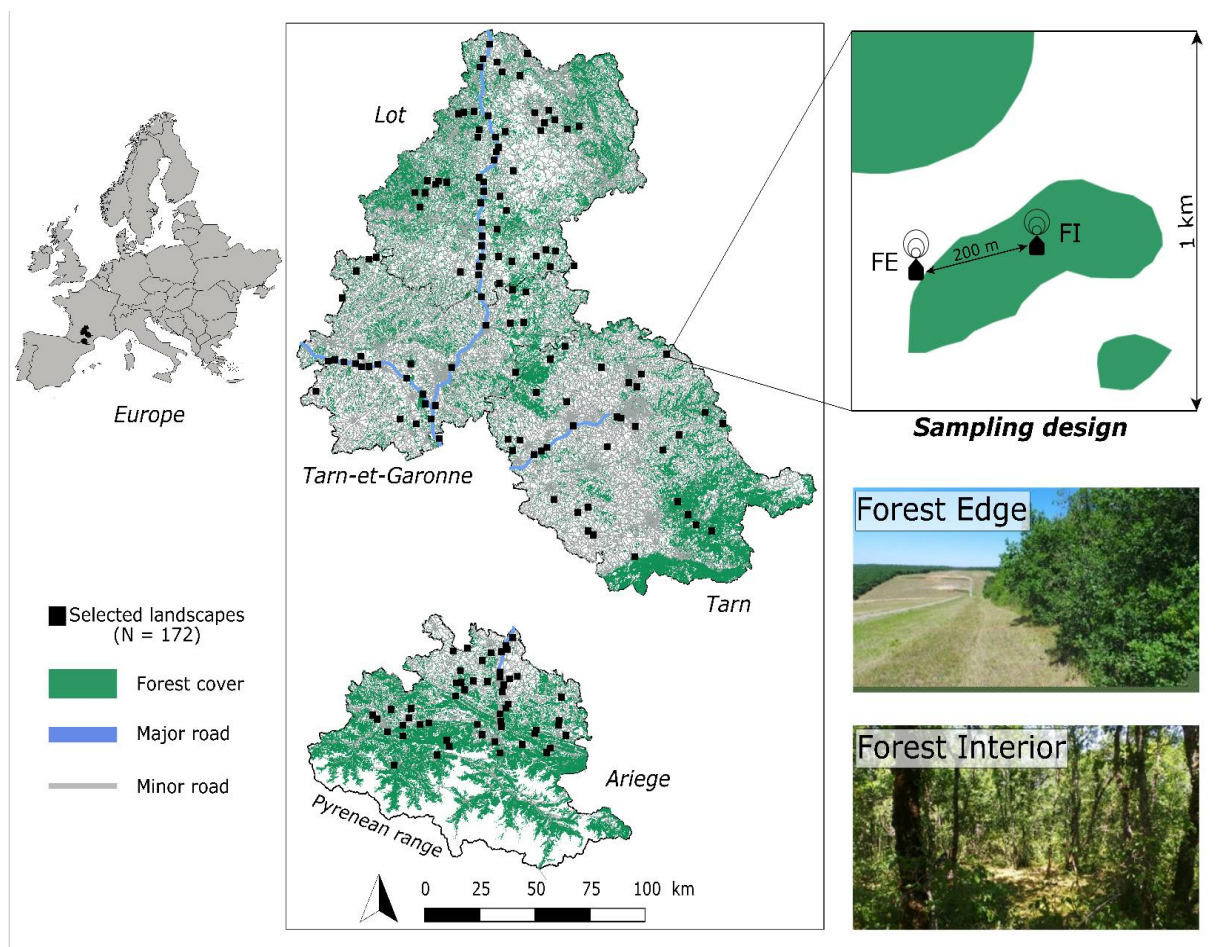 Europe
Selected landscapes
(N = 172)
Forest cover
Major road
Minor road
Lot
Tarn-et-Garonne
Tarn
Ariege
Pyrenean range
0 25 50 75 100 km
FE
200 m
FI
1 km
Sampling design
Forest Edge
Forest Interior